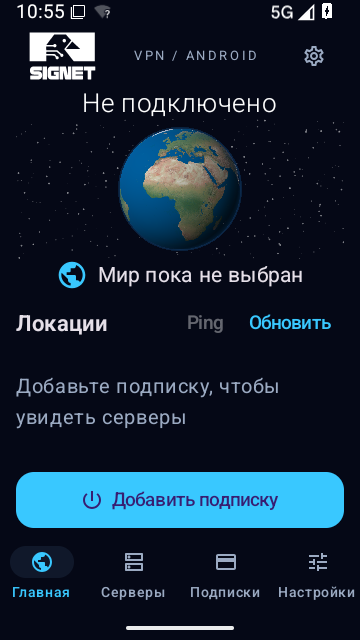 10:55
5G
SIGNET
VPN / ANDROID
Не подключено
Мир пока не выбран
Локации
Ping
Обновить
Добавьте подписку, чтобы
увидеть серверы
Добавить подписку
Главная
Серверы
Подписки
Настройки